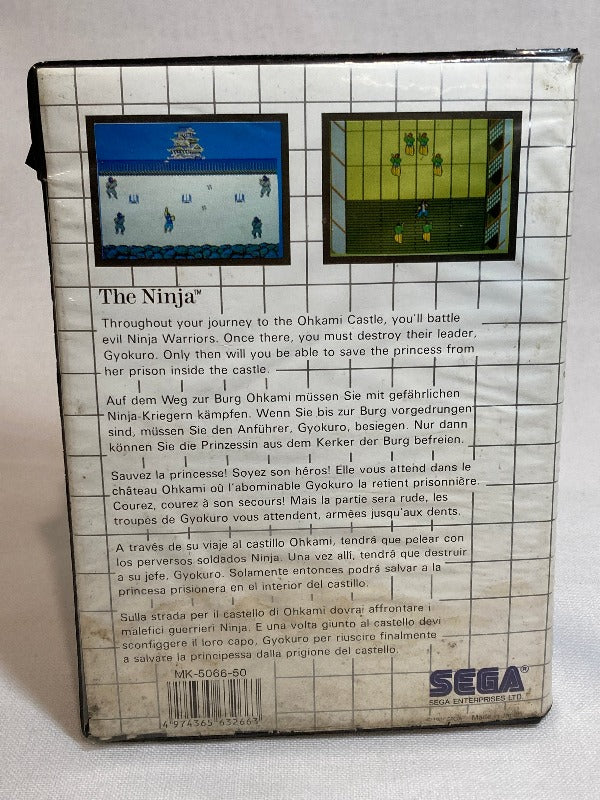 The Ninja™
Throughout your journey to the Ohkami Castle, you'll battle
evil Ninja Warriors. Once there, you must destroy their leader,
Gyokuro. Only then will you be able to save the princess from
her prison inside the castle.
Auf dem Weg zur Burg Ohkami müssen Sie mit gefährlichen
Ninja-Kriegern kämpfen. Wenn Sie bis zur Burg vorgedrungen
sind, müssen Sie den Anführer, Gyokuro, besiegen. Nur dann
können Sie die Prinzessin aus dem Kerker der Burg befreien.
Sauvez la princesse! Soyez son héros! Elle vous attend dans le
château Ohkami où l'abominable Gyokuro la retient prisonnière.
Courez, courez à son secours! Mais la partie sera rude, les
troupes de Gyokuro vous attendent, armées jusqu'aux dents.
A través de su viaje al castillo Ohkami, tendrá que pelear con
los perversos soldados Ninja. Una vez allí, tendrá que destruir
a su jefe, Gyokuro. Solamente entonces podrá salvar a la
princesa prisionera en el interior del castillo.
Sulla strada per il castello di Ohkami dovrai affrontare i
malefici guerrieri Ninja. E una volta giunto al castello devi
sconfiggere il loro capo, Gyokuro per riuscire finalmente
a salvare la principessa dalla prigione del castello.
MK-5066-50
4 974365 632663
SEGA®
SEGA ENTERPRISES LTD.
Made in